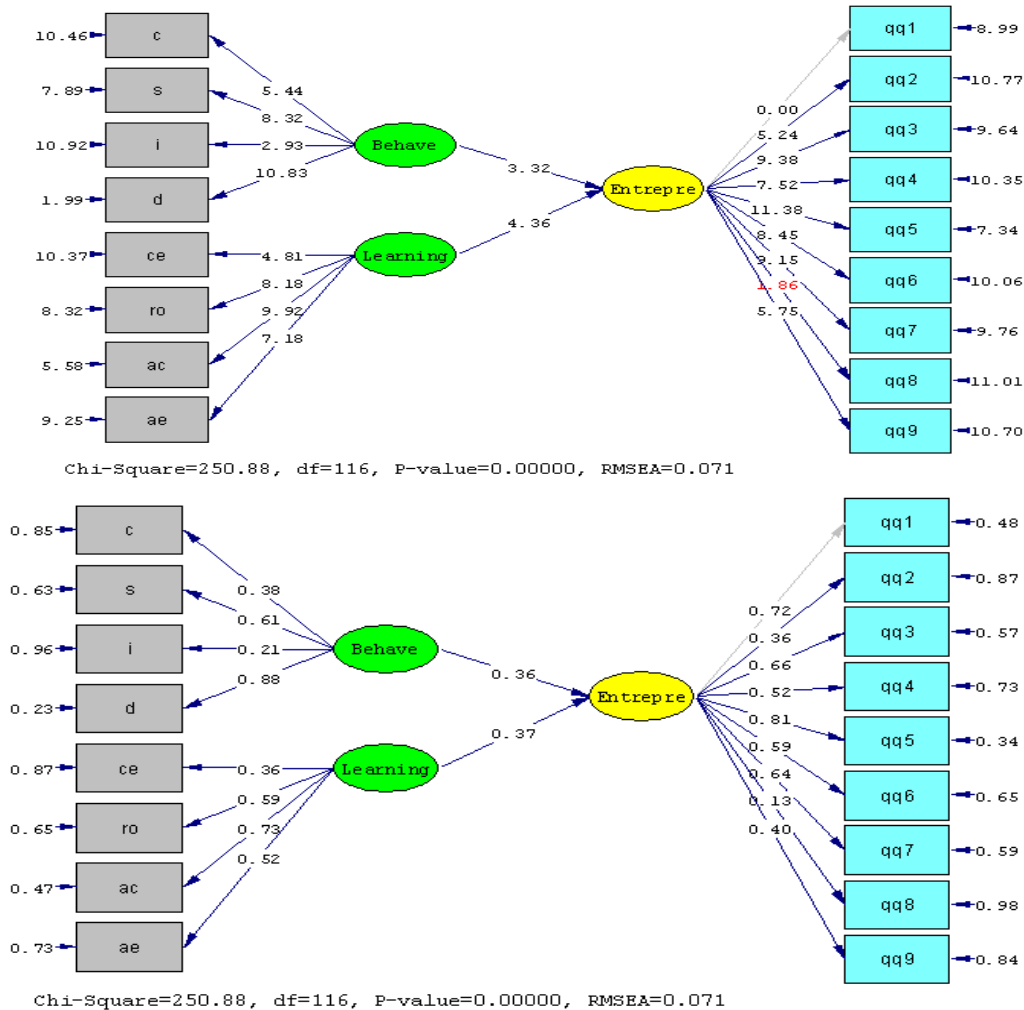 10.46 c
7.89 s
10.92 i
1.99 d
10.37 ce
8.32 ro
5.58 ac
9.25 ae
5.44
8.32
2.93
10.83
4.81
8.18
9.92
7.18
Behave
Learning
3.32
4.36
Entrepre
0.00
5.24
9.38
7.52
11.38
8.45
9.15
1.86
5.75
qq1 8.99
qq2 10.77
qq3 9.64
qq4 10.35
qq5 7.34
qq6 10.06
qq7 9.76
qq8 11.01
qq9 10.70
Chi-Square=250.88, df=116, P-value=0.00000, RMSEA=0.071
0.85 c
0.63 s
0.96 i
0.23 d
0.87 ce
0.65 ro
0.47 ac
0.73 ae
0.38
0.61
0.21
0.88
0.36
0.59
0.73
0.52
Behave
Learning
0.36
0.37
Entrepre
0.72
0.36
0.66
0.52
0.81
0.59
0.64
0.13
0.40
qq1 0.48
qq2 0.87
qq3 0.57
qq4 0.73
qq5 0.34
qq6 0.65
qq7 0.59
qq8 0.98
qq9 0.84
Chi-Square=250.88, df=116, P-value=0.00000, RMSEA=0.071